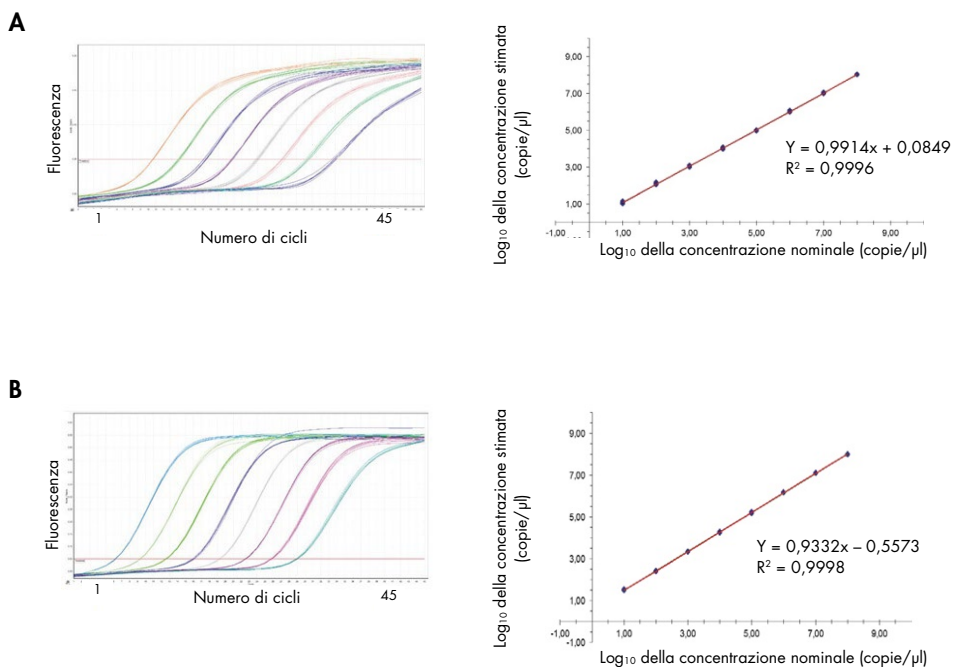 A
Fluorescenza
1
45
Numero di cicli
Log₁₀ della concentrazione stimata
(copie/µl)
9,00
7,00
5,00
3,00
1,00
-1,00
-1,00
1,00
3,00
5,00
7,00
9,00
Y = 0,9914x + 0,0849
R² = 0,9996
Log₁₀ della concentrazione nominale (copie/µl)
B
Fluorescenza
1
45
Numero di cicli
Log₁₀ della concentrazione stimata
(copie/µl)
9,00
7,00
5,00
3,00
1,00
-1,00
-1,00
1,00
3,00
5,00
7,00
9,00
Y = 0,9332x – 0,5573
R² = 0,9998
Log₁₀ della concentrazione nominale (copie/µl)